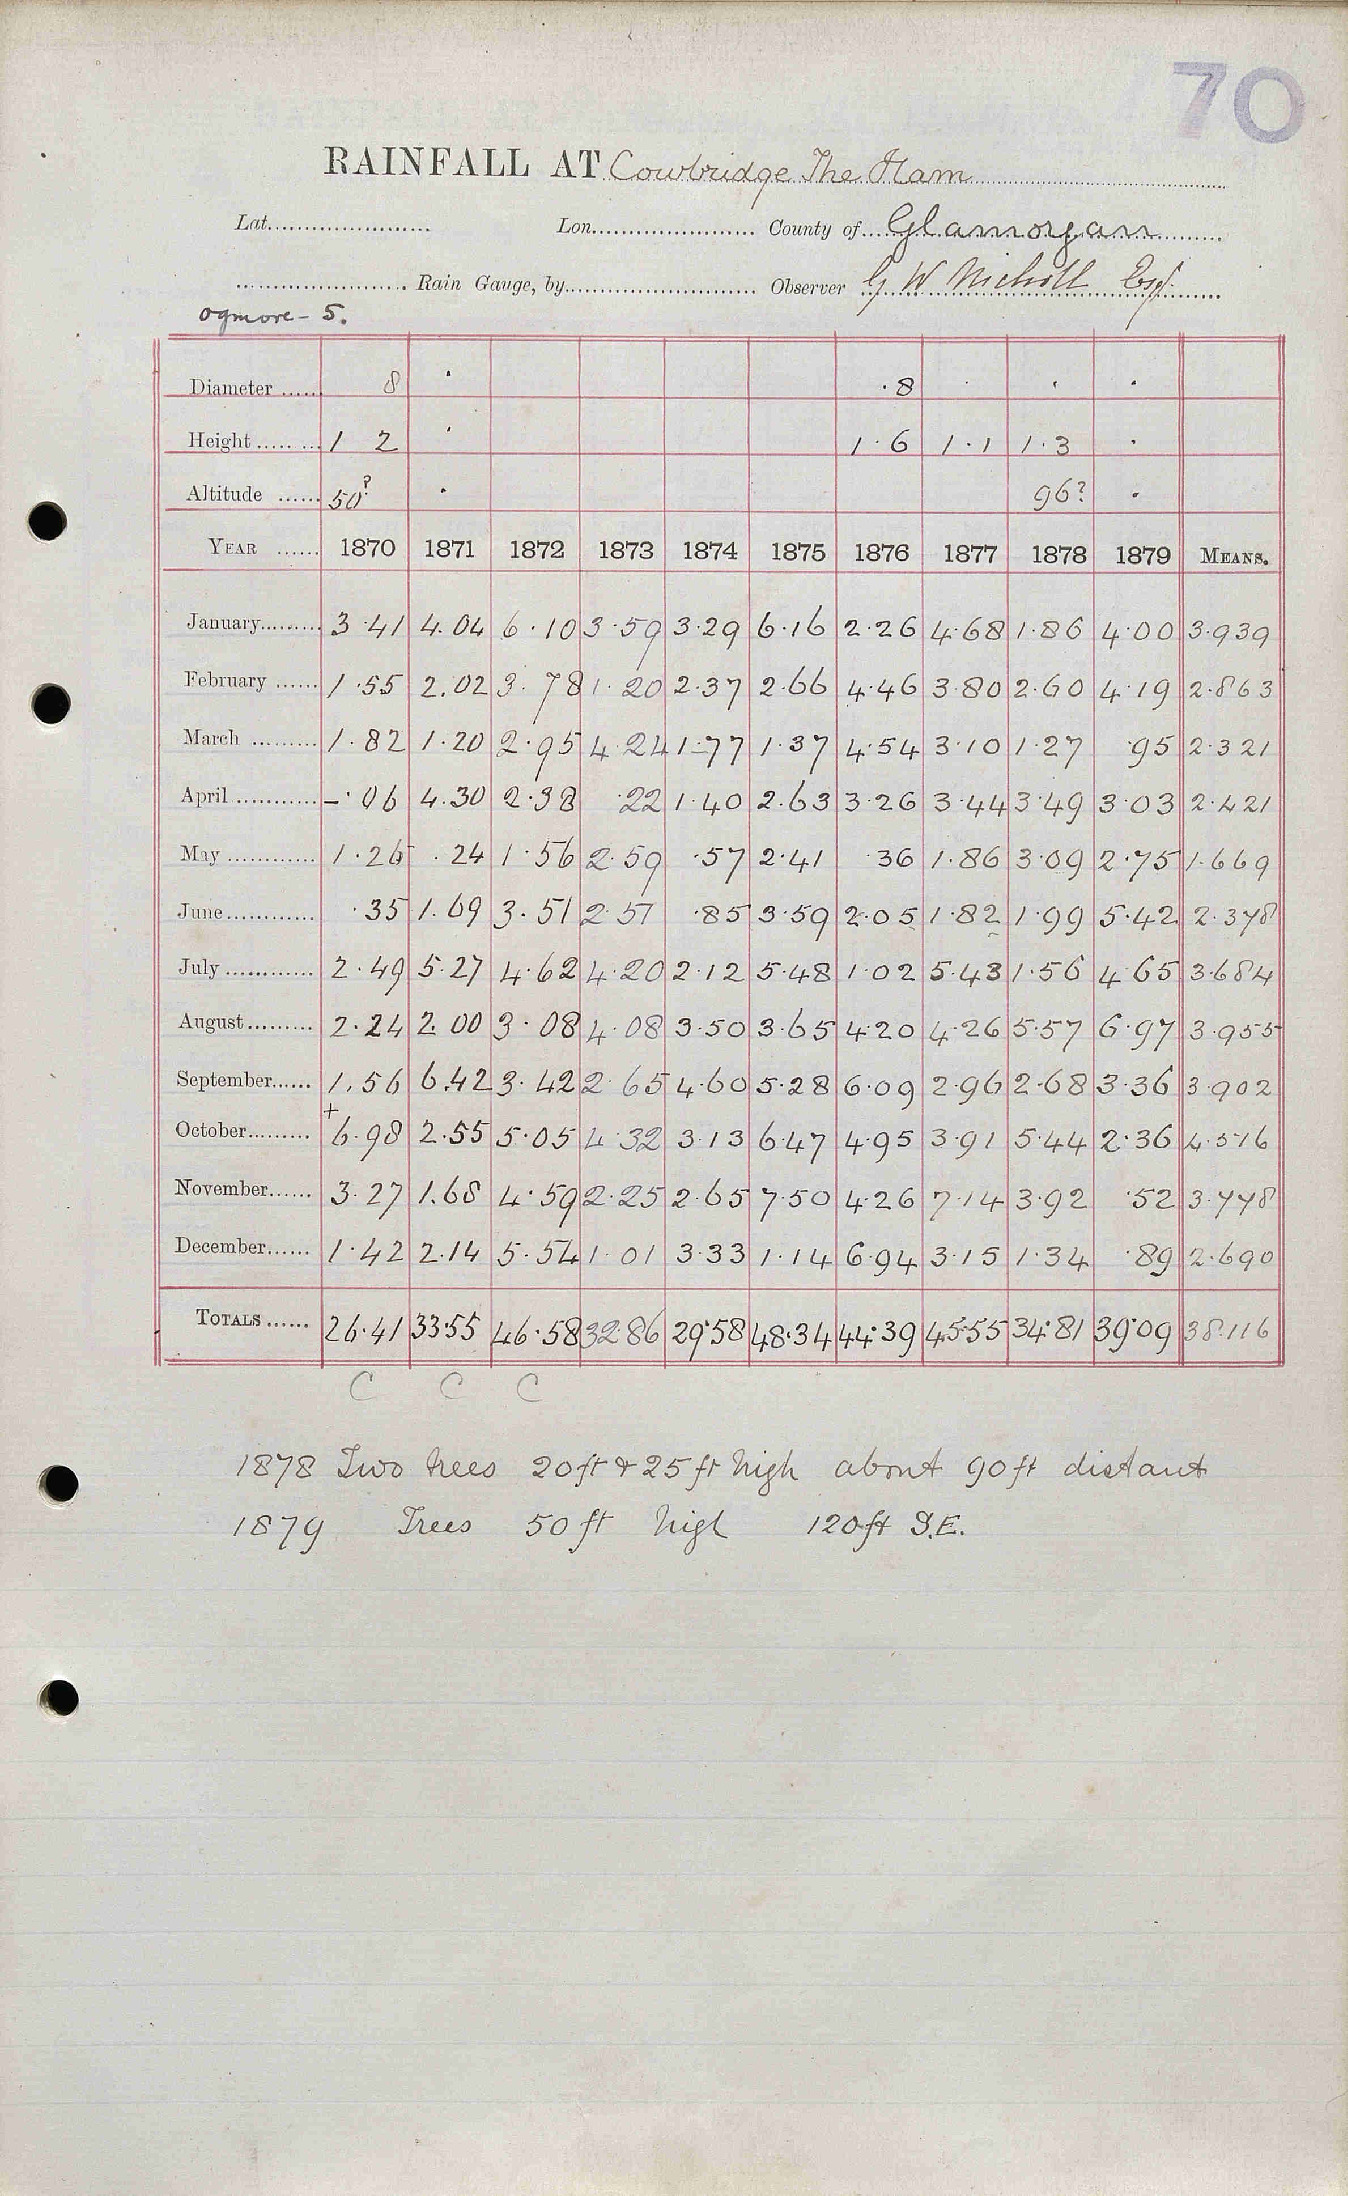 70
RAINFALL AT Cowbridge The Ham
Lat. Lon. County of Glamorgan
Rain Gauge, by Observer G W Nicholl Esq.
Ogmore - 5.
Diameter 8 · · 8 · · ·
Height 1 2 · 1·6 1·1 1·3 ·
Altitude 50? · 96? ·
YEAR 1870 1871 1872 1873 1874 1875 1876 1877 1878 1879 MEANS.
January 3·41 4.04 6·10 3·59 3·29 6·16 2·26 4·68 1·86 4·00 3·939
February 1·55 2.02 3·78 1·20 2·37 2·66 4·46 3·80 2·60 4·19 2·863
March 1·82 1·20 2·95 4·24 1·77 1·37 4·54 3·10 1·27 ·95 2·321
April –·06 4.30 2·38 ·22 1·40 2·63 3·26 3·44 3·49 3·03 2·421
May 1·26 ·24 1·56 2·59 ·57 2·41 36 1·86 3·09 2·75 1·669
June ·35 1.69 3·51 2·51 ·85 3·59 2·05 1·82 1·99 5·42 2·378
July 2·49 5·27 4·62 4·20 2·12 5·48 1·02 5·43 1·56 4·65 3·684
August 2·24 2·00 3·08 4·08 3·50 3·65 4·20 4·26 5·57 6·97 3·955
September 1.56 6.42 3·42 2·65 4·60 5·28 6·09 2·96 2·68 3·36 3·902
October +6·98 2·55 5·05 4·32 3·13 6·47 4·95 3·91 5·44 2·36 4·516
November 3·27 1.68 4·59 2·25 2·65 7·50 4·26 7·14 3·92 ·52 3·778
December 1·42 2·14 5·54 1·01 3·33 1·14 6·94 3·15 1·34 ·89 2·690
TOTALS 26·41 33·55 46·58 32·86 29·58 48·34 44·39 45·55 34·81 39·09 38·116
C C C
1878 Two trees 20ft & 25ft high about 90ft distant
1879 Trees 50ft high 120ft S.E.